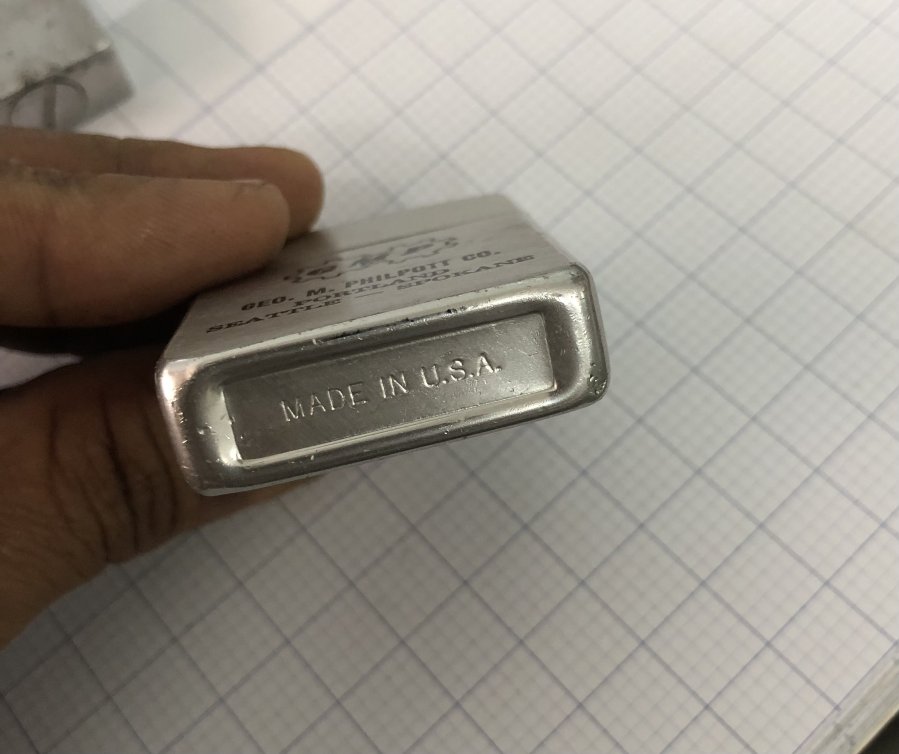 GEO. M. PHILPOTT CO.
PORTLAND
SEATTLE — SPOKANE
MADE IN U.S.A.